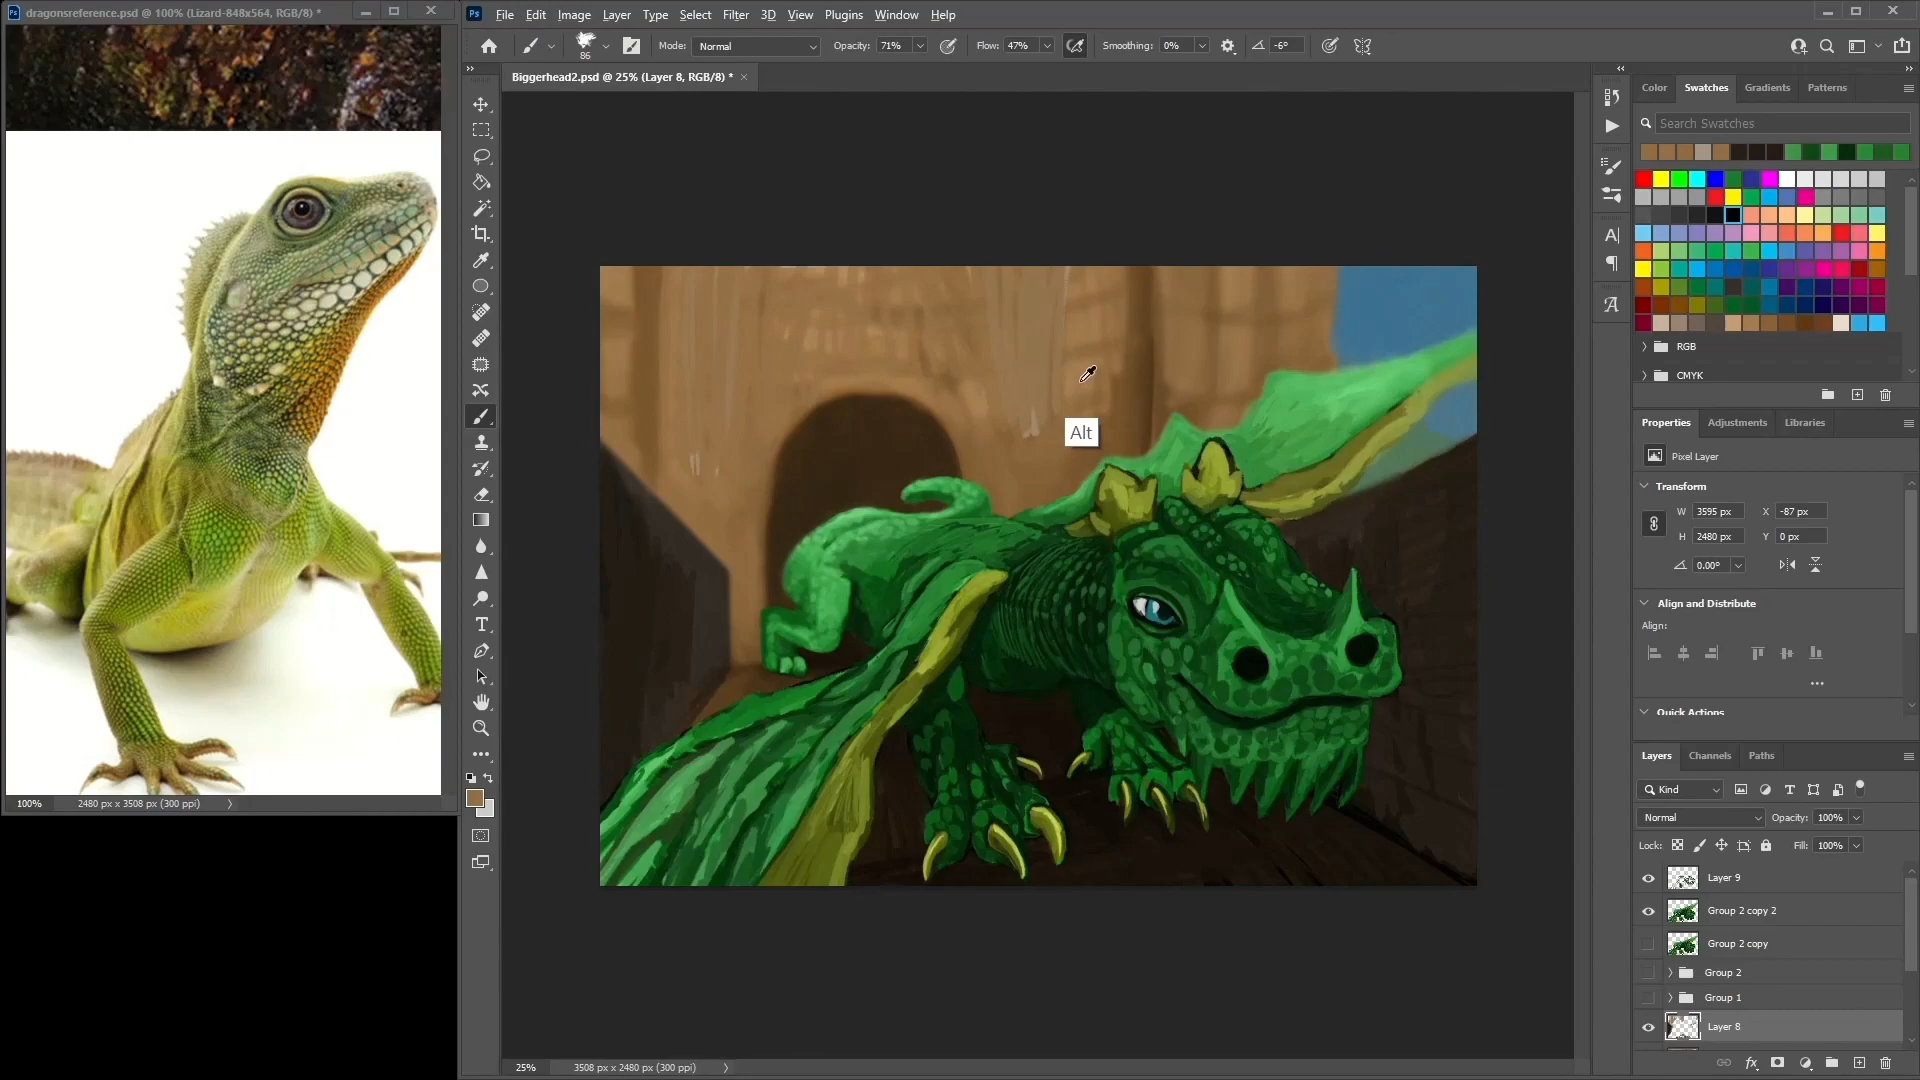 dragonsreference.psd @ 100% (Lizard-848x564, RGB/8) *
File Edit Image Layer Type Select Filter 3D View Plugins Window Help
86 Mode: Normal Opacity: 71% Flow: 47% Smoothing: 0% -6°
Biggerhead2.psd @ 25% (Layer 8, RGB/8) *
Color Swatches Gradients Patterns
Search Swatches
RGB
CMYK
Alt
Properties Adjustments Libraries
Pixel Layer
Transform
W 3595 px X -87 px
H 2480 px Y 0 px
0.00°
Align and Distribute
Align:
Quick Actions
Layers Channels Paths
Kind
Normal Opacity: 100%
Lock: Fill: 100%
Layer 9
Group 2 copy 2
Group 2 copy
Group 2
Group 1
Layer 8
100% 2480 px x 3508 px (300 ppi)
25% 3508 px x 2480 px (300 ppi)